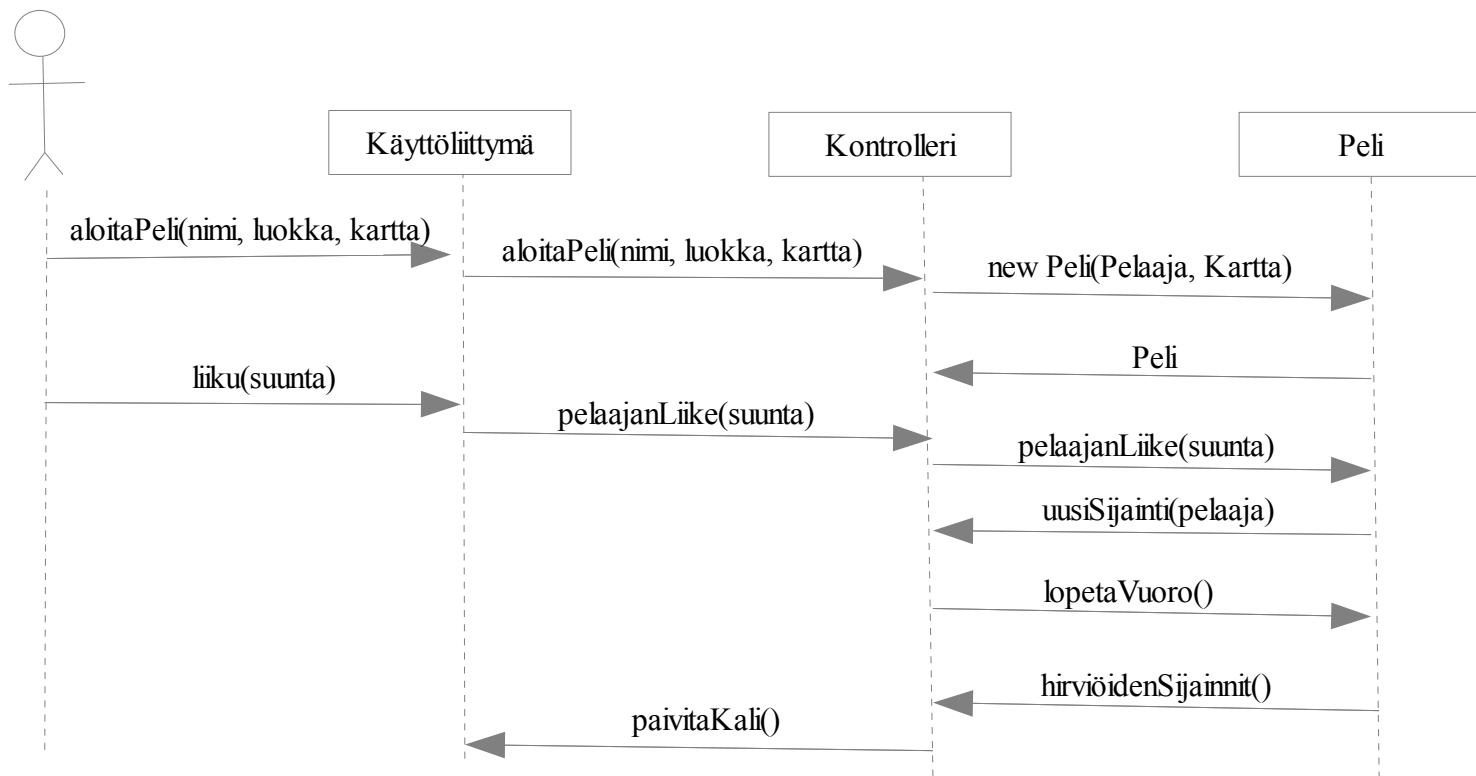 Käyttöliittymä
Kontrolleri
Peli
aloitaPeli(nimi, luokka, kartta)
aloitaPeli(nimi, luokka, kartta)
new Peli(Pelaaja, Kartta)
Peli
liiku(suunta)
pelaajanLiike(suunta)
pelaajanLiike(suunta)
uusiSijainti(pelaaja)
lopetaVuoro()
hirviöidenSijainnit()
paivitaKali()